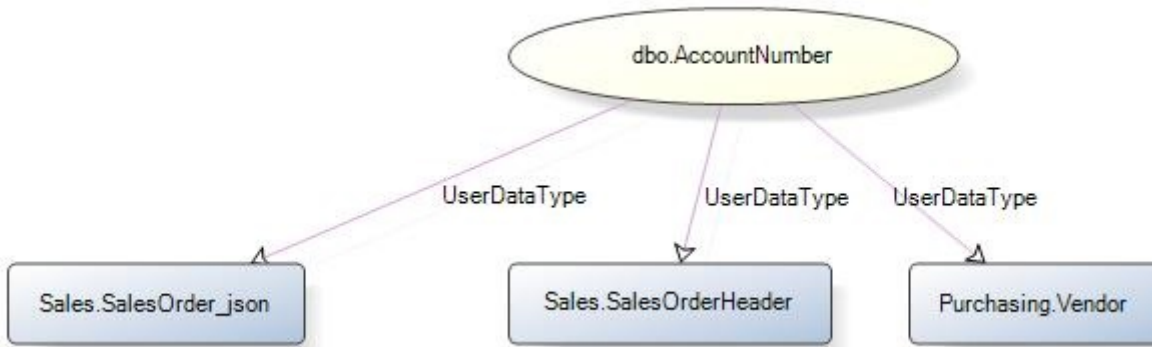 dbo.AccountNumber
UserDataType
UserDataType
UserDataType
Sales.SalesOrder_json
Sales.SalesOrderHeader
Purchasing.Vendor